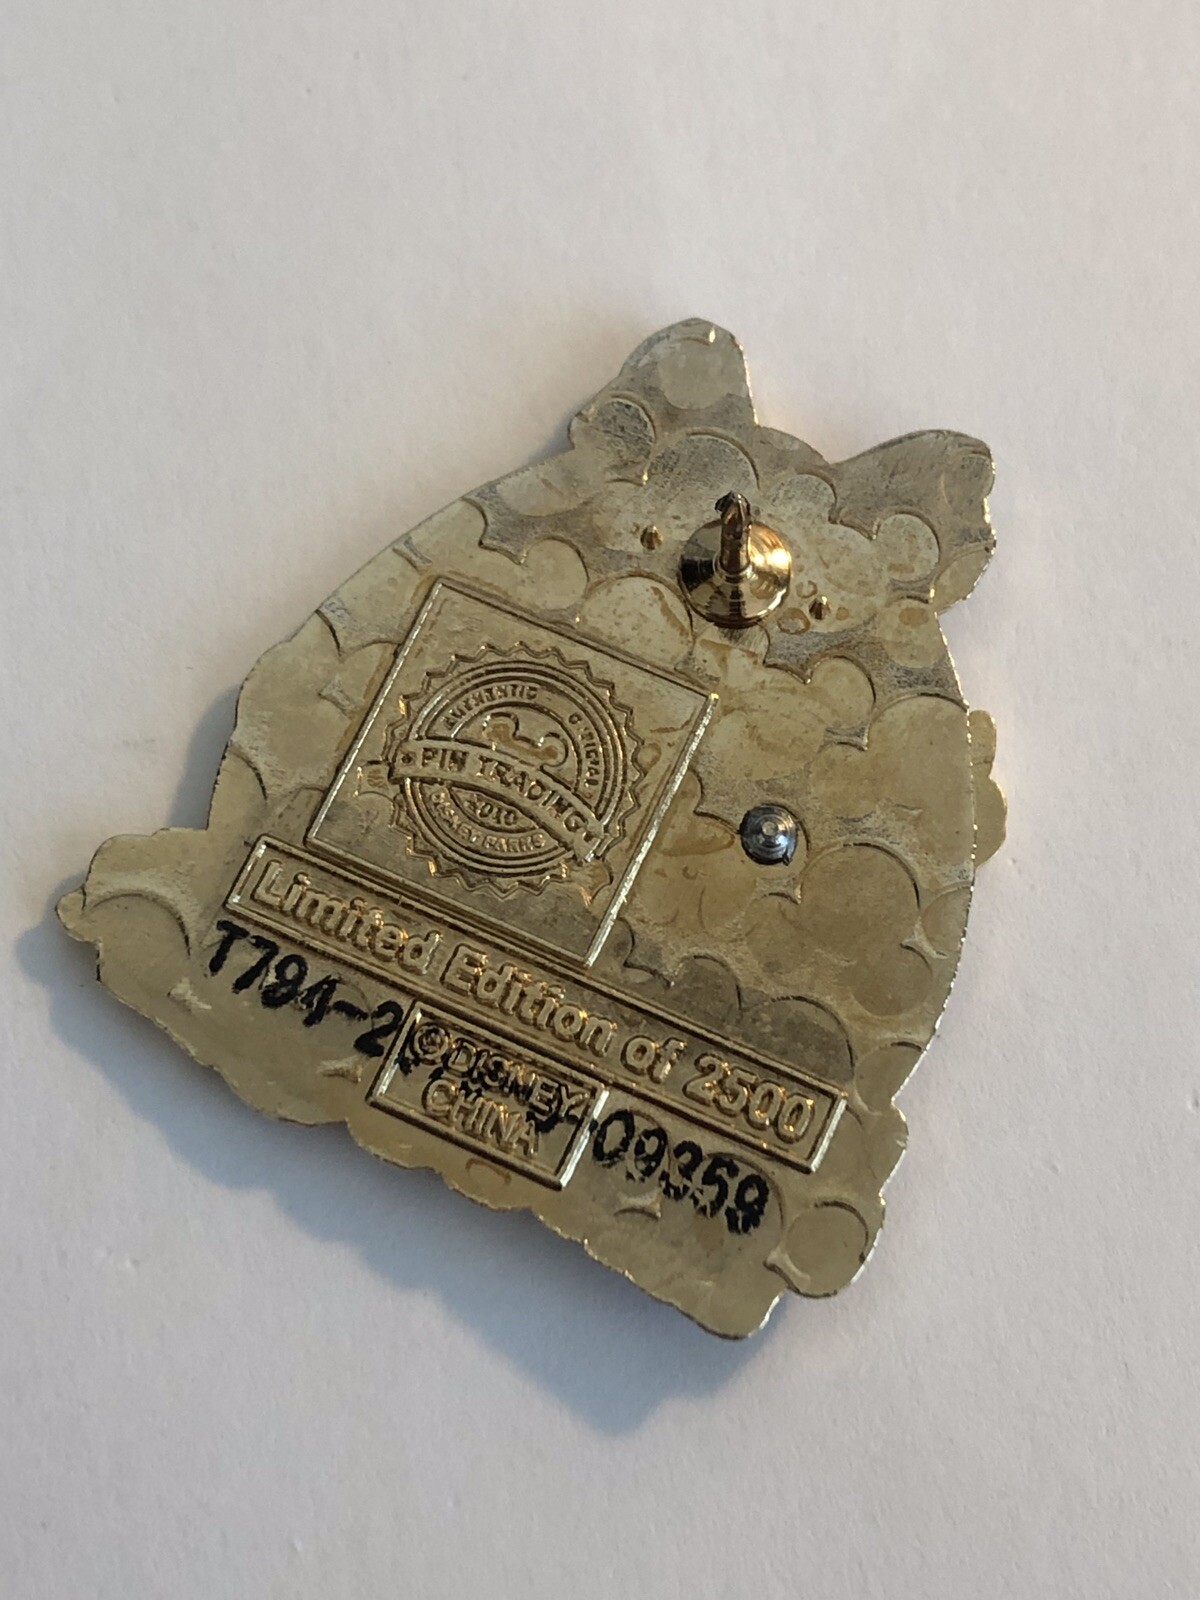 AUTHENTIC ORIGINAL
PIN TRADING
2010
DISNEY PARKS
Limited Edition of 2500
T794-2 09359
© DISNEY
CHINA